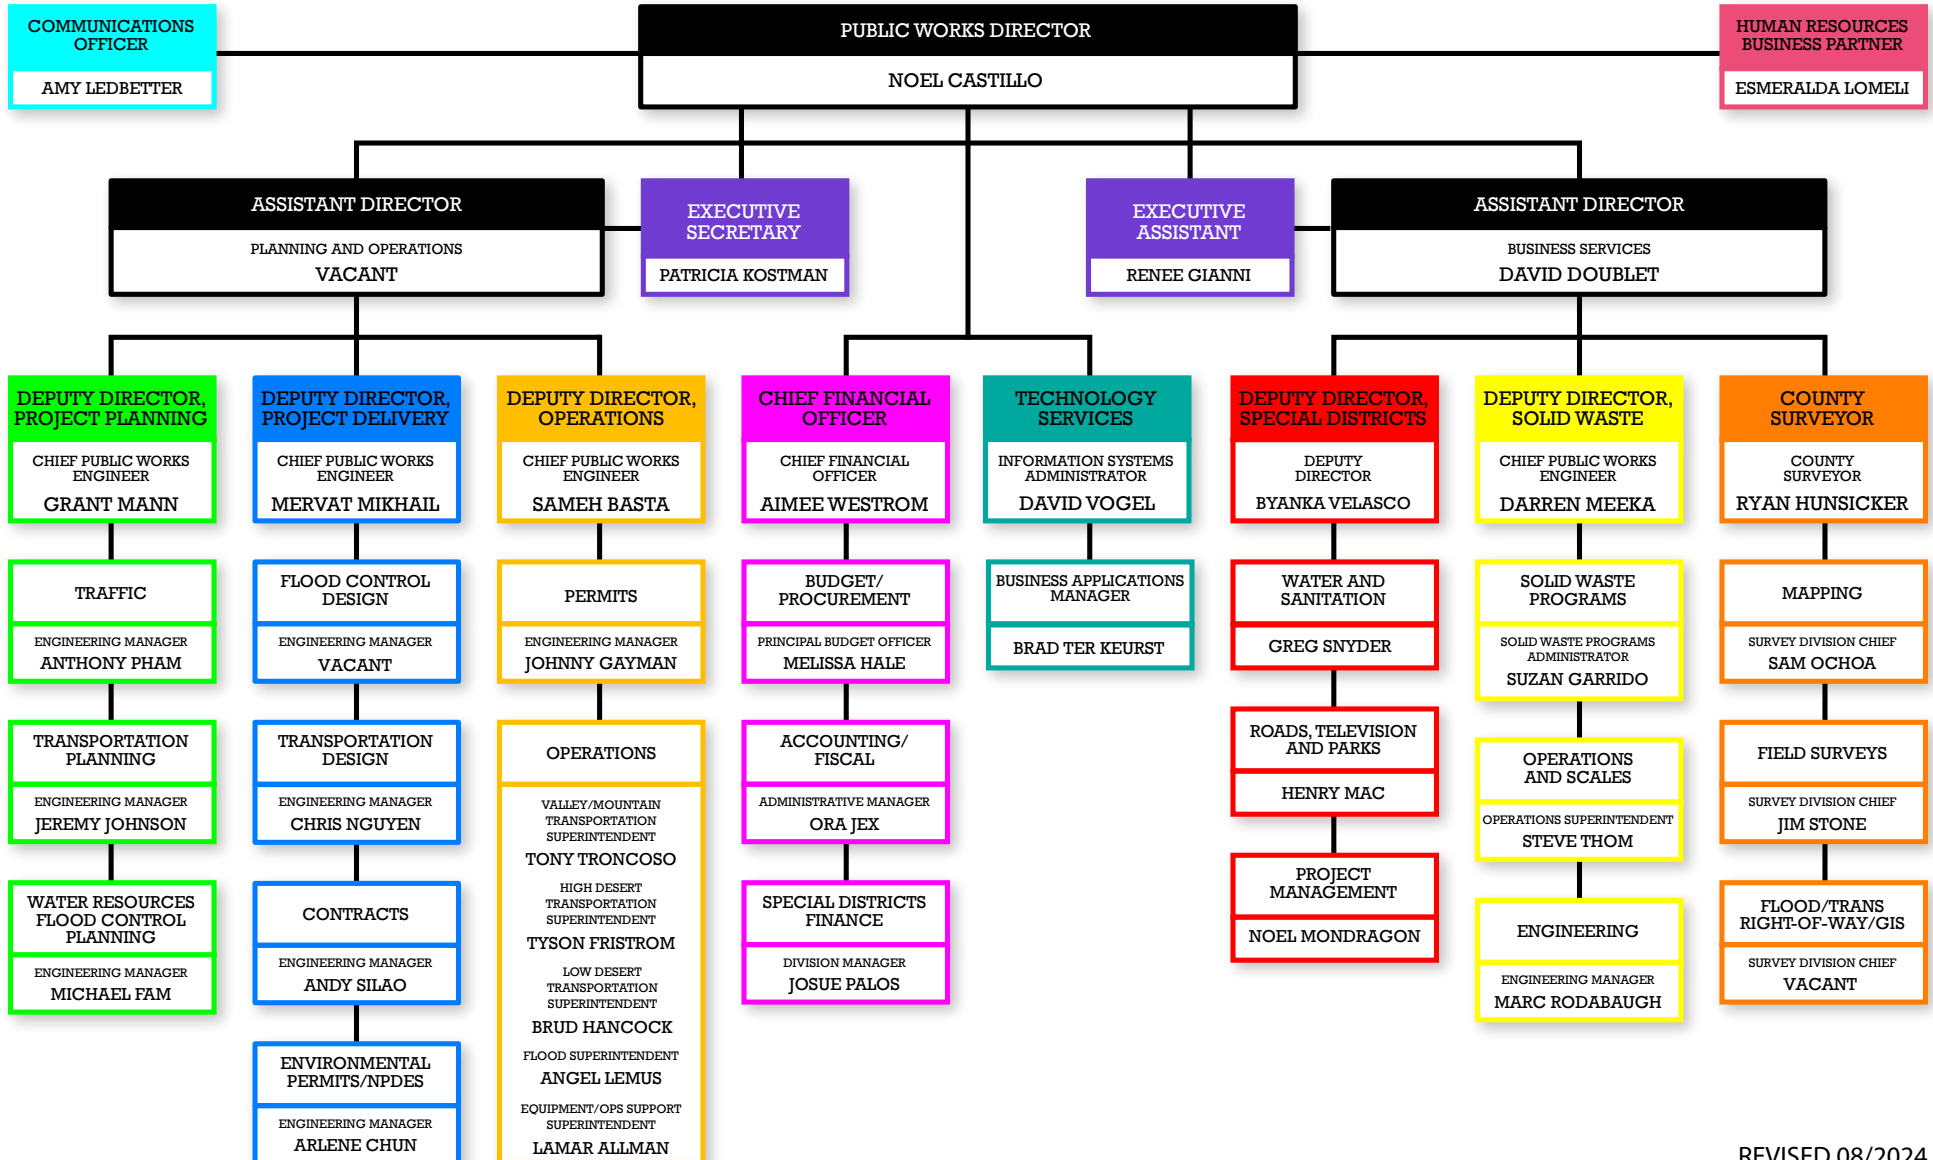 COMMUNICATIONS
OFFICER
AMY LEDBETTER
PUBLIC WORKS DIRECTOR
NOEL CASTILLO
HUMAN RESOURCES
BUSINESS PARTNER
ESMERALDA LOMELI
ASSISTANT DIRECTOR
PLANNING AND OPERATIONS
VACANT
EXECUTIVE
SECRETARY
PATRICIA KOSTMAN
EXECUTIVE
ASSISTANT
RENEE GIANNI
ASSISTANT DIRECTOR
BUSINESS SERVICES
DAVID DOUBLET
DEPUTY DIRECTOR,
PROJECT PLANNING
CHIEF PUBLIC WORKS
ENGINEER
GRANT MANN
TRAFFIC
ENGINEERING MANAGER
ANTHONY PHAM
TRANSPORTATION
PLANNING
ENGINEERING MANAGER
JEREMY JOHNSON
WATER RESOURCES
FLOOD CONTROL
PLANNING
ENGINEERING MANAGER
MICHAEL FAM
DEPUTY DIRECTOR,
PROJECT DELIVERY
CHIEF PUBLIC WORKS
ENGINEER
MERVAT MIKHAIL
FLOOD CONTROL
DESIGN
ENGINEERING MANAGER
VACANT
TRANSPORTATION
DESIGN
ENGINEERING MANAGER
CHRIS NGUYEN
CONTRACTS
ENGINEERING MANAGER
ANDY SILAO
ENVIRONMENTAL
PERMITS/NPDES
ENGINEERING MANAGER
ARLENE CHUN
DEPUTY DIRECTOR,
OPERATIONS
CHIEF PUBLIC WORKS
ENGINEER
SAMEH BASTA
PERMITS
ENGINEERING MANAGER
JOHNNY GAYMAN
OPERATIONS
VALLEY/MOUNTAIN
TRANSPORTATION
SUPERINTENDENT
TONY TRONCOSO
HIGH DESERT
TRANSPORTATION
SUPERINTENDENT
TYSON FRISTROM
LOW DESERT
TRANSPORTATION
SUPERINTENDENT
BRUD HANCOCK
FLOOD SUPERINTENDENT
ANGEL LEMUS
EQUIPMENT/OPS SUPPORT
SUPERINTENDENT
LAMAR ALLMAN
CHIEF FINANCIAL
OFFICER
CHIEF FINANCIAL
OFFICER
AIMEE WESTROM
BUDGET/
PROCUREMENT
PRINCIPAL BUDGET OFFICER
MELISSA HALE
ACCOUNTING/
FISCAL
ADMINISTRATIVE MANAGER
ORA JEX
SPECIAL DISTRICTS
FINANCE
DIVISION MANAGER
JOSUE PALOS
TECHNOLOGY
SERVICES
INFORMATION SYSTEMS
ADMINISTRATOR
DAVID VOGEL
BUSINESS APPLICATIONS
MANAGER
BRAD TER KEURST
DEPUTY DIRECTOR,
SPECIAL DISTRICTS
DEPUTY
DIRECTOR
BYANKA VELASCO
WATER AND
SANITATION
GREG SNYDER
ROADS, TELEVISION
AND PARKS
HENRY MAC
PROJECT
MANAGEMENT
NOEL MONDRAGON
DEPUTY DIRECTOR,
SOLID WASTE
CHIEF PUBLIC WORKS
ENGINEER
DARREN MEEKA
SOLID WASTE
PROGRAMS
SOLID WASTE PROGRAMS
ADMINISTRATOR
SUZAN GARRIDO
OPERATIONS
AND SCALES
OPERATIONS SUPERINTENDENT
STEVE THOM
ENGINEERING
ENGINEERING MANAGER
MARC RODABAUGH
COUNTY
SURVEYOR
COUNTY
SURVEYOR
RYAN HUNSICKER
MAPPING
SURVEY DIVISION CHIEF
SAM OCHOA
FIELD SURVEYS
SURVEY DIVISION CHIEF
JIM STONE
FLOOD/TRANS
RIGHT-OF-WAY/GIS
SURVEY DIVISION CHIEF
VACANT
REVISED 08/2024